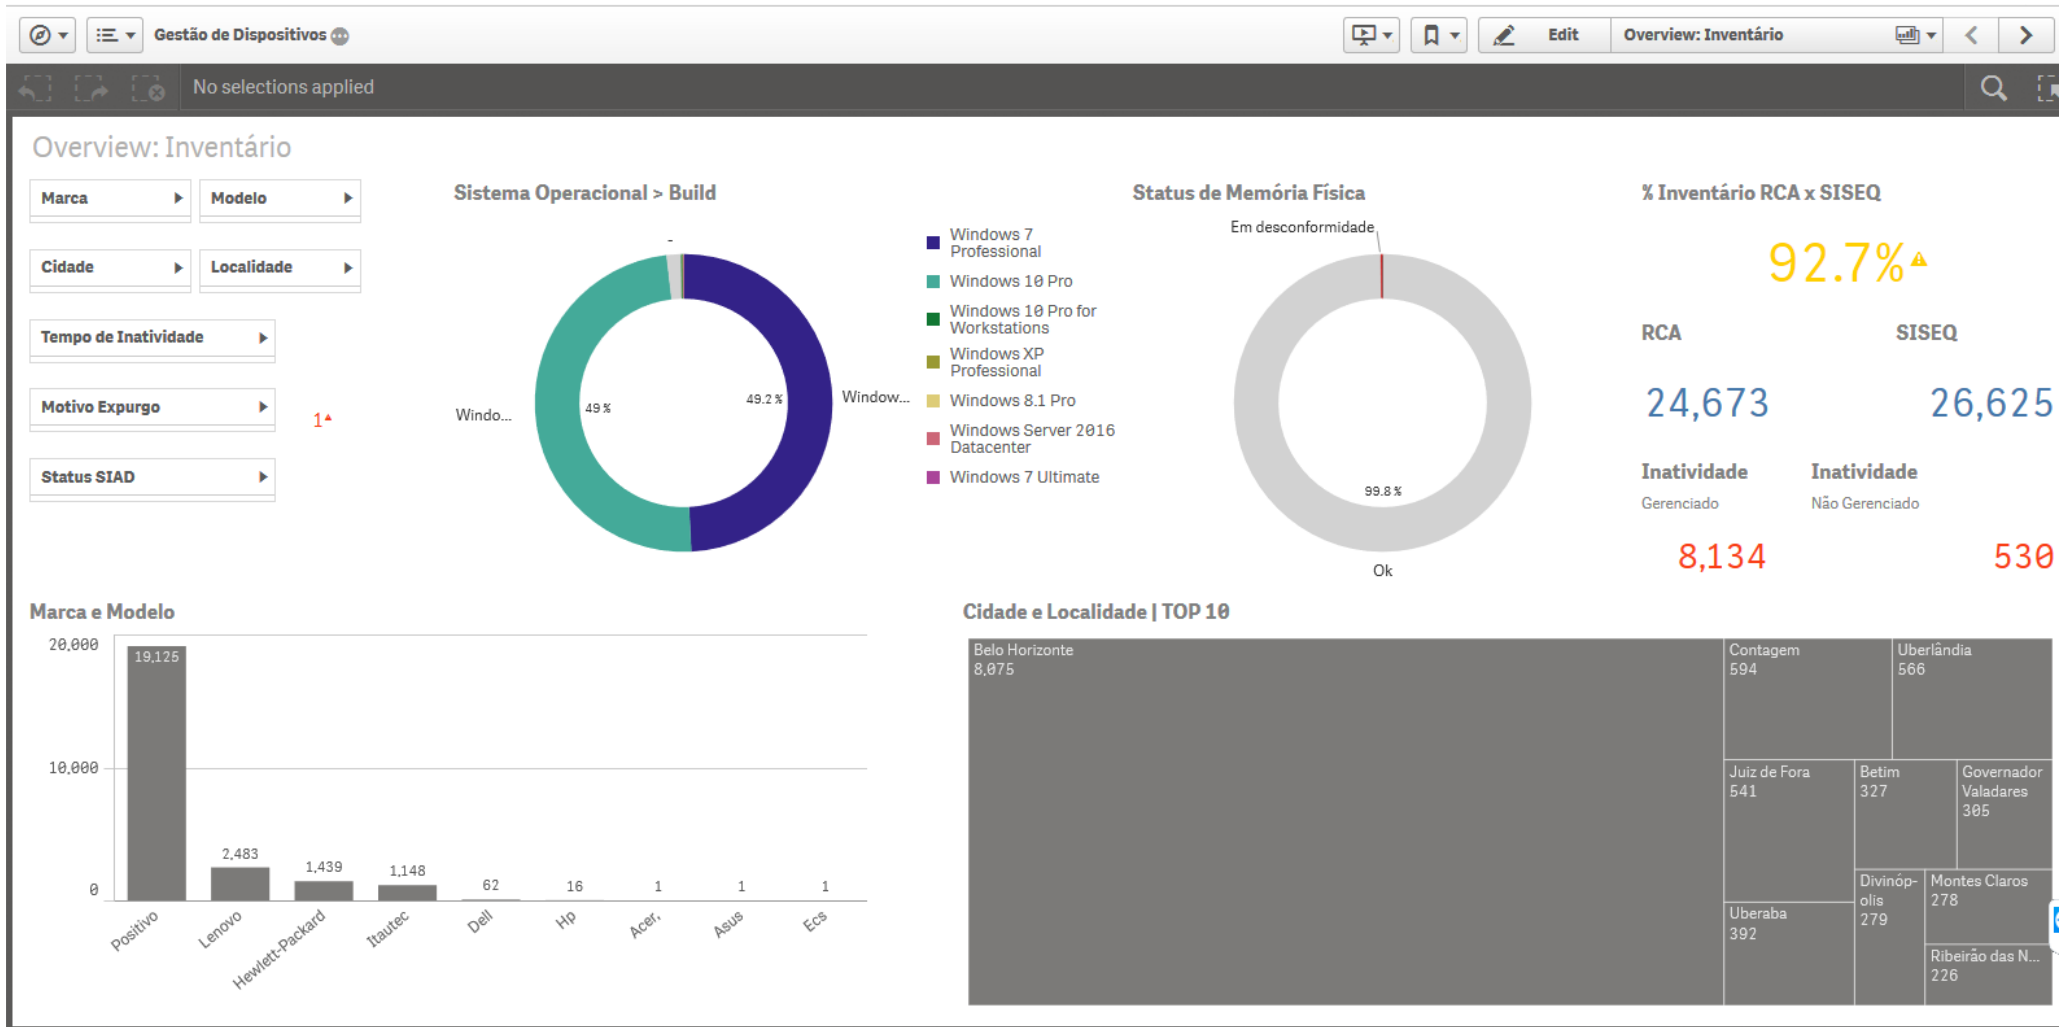 Gestão de Dispositivos
Edit
Overview: Inventário
No selections applied
Overview: Inventário
Marca
Modelo
Cidade
Localidade
Tempo de Inatividade
Motivo Expurgo
1
Status SIAD
Sistema Operacional > Build
-
Windo...
49 %
49.2 %
Window...
Windows 7
Professional
Windows 10 Pro
Windows 10 Pro for
Workstations
Windows XP
Professional
Windows 8.1 Pro
Windows Server 2016
Datacenter
Windows 7 Ultimate
Status de Memória Física
Em desconformidade
99.8 %
Ok
% Inventário RCA x SISEQ
92.7%
RCA
SISEQ
24,673
26,625
Inatividade
Gerenciado
Inatividade
Não Gerenciado
8,134
530
Marca e Modelo
20,000
10,000
0
19,125
2,483
1,439
1,148
62
16
1
1
1
Positivo
Lenovo
Hewlett-Packard
Itautec
Dell
Hp
Acer,
Asus
Ecs
Cidade e Localidade | TOP 10
Belo Horizonte
8,075
Contagem
594
Uberlândia
566
Juiz de Fora
541
Betim
327
Governador
Valadares
305
Uberaba
392
Divinóp-
olis
279
Montes Claros
278
Ribeirão das N...
226